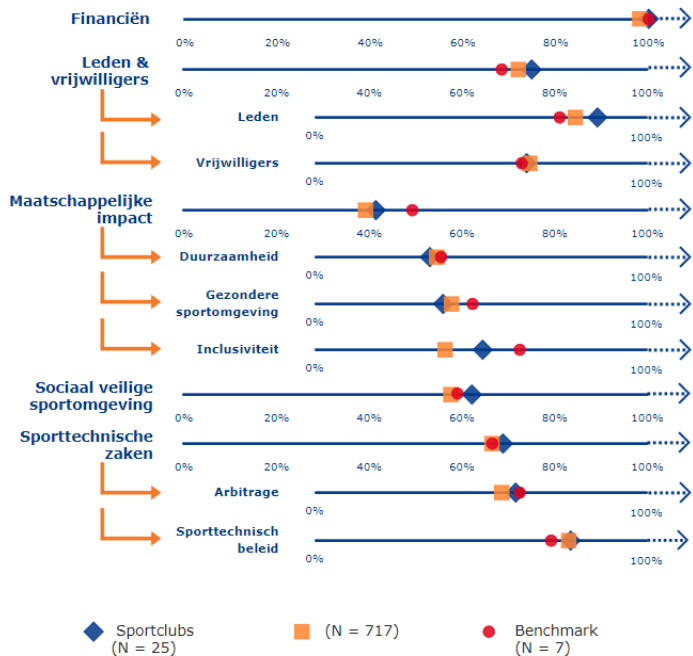 Financiën
0% 20% 40% 60% 80% 100%
Leden &
vrijwilligers
0% 20% 40% 60% 80% 100%
Leden
0% 100%
Vrijwilligers
0% 100%
Maatschappelijke
impact
0% 20% 40% 60% 80% 100%
Duurzaamheid
0% 100%
Gezondere
sportomgeving
0% 100%
Inclusiviteit
Sociaal veilige
sportomgeving
0% 20% 40% 60% 80% 100%
Sporttechnische
zaken
0% 20% 40% 60% 80% 100%
Arbitrage
0% 100%
Sporttechnisch
beleid
0% 100%
Sportclubs
(N = 25)
(N = 717)
Benchmark
(N = 7)